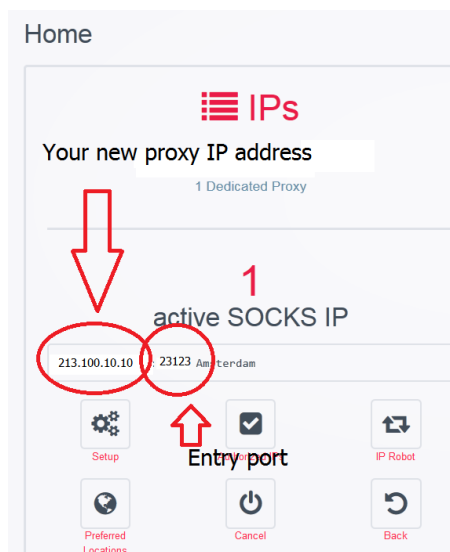 Home
IPs
Your new proxy IP address
1 Dedicated Proxy
1
active SOCKS IP
213.100.10.10 : 23123 Amsterdam
Setup
IP Robot
Entry port
Preferred
Locations
Cancel
Back